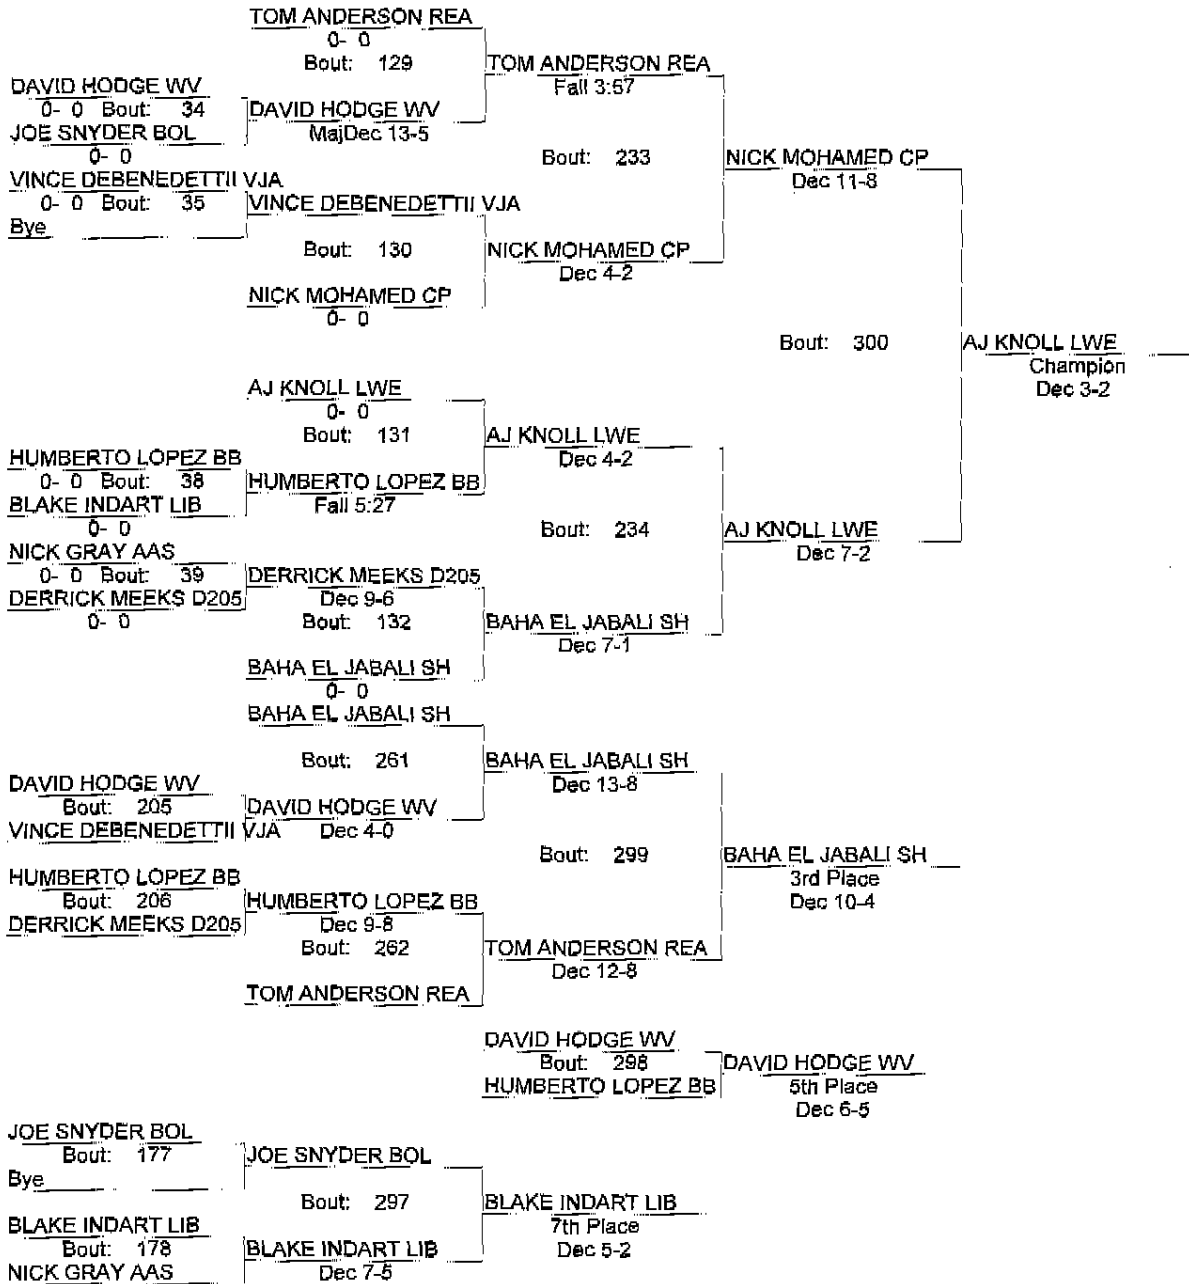 TOM ANDERSON REA
0- 0
Bout: 129
TOM ANDERSON REA
Fall 3:57
DAVID HODGE WV
0- 0 Bout: 34
DAVID HODGE WV
JOE SNYDER BOL
MajDec 13-5
0- 0
Bout: 233
NICK MOHAMED CP
Dec 11-8
VINCE DEBENEDETTII VJA
0- 0 Bout: 35
VINCE DEBENEDETTII VJA
Bye
Bout: 130
NICK MOHAMED CP
Dec 4-2
NICK MOHAMED CP
0- 0
Bout: 300
AJ KNOLL LWE
Champion
Dec 3-2
AJ KNOLL LWE
0- 0
Bout: 131
AJ KNOLL LWE
Dec 4-2
HUMBERTO LOPEZ BB
0- 0 Bout: 38
HUMBERTO LOPEZ BB
BLAKE INDART LIB
Fall 5:27
0- 0
Bout: 234
AJ KNOLL LWE
Dec 7-2
NICK GRAY AAS
0- 0 Bout: 39
DERRICK MEEKS D205
DERRICK MEEKS D205
Dec 9-6
0- 0
Bout: 132
BAHA EL JABALI SH
Dec 7-1
BAHA EL JABALI SH
0- 0
BAHA EL JABALI SH
Bout: 261
BAHA EL JABALI SH
Dec 13-8
DAVID HODGE WV
Bout: 205
DAVID HODGE WV
VINCE DEBENEDETTII VJA
Dec 4-0
Bout: 299
BAHA EL JABALI SH
3rd Place
Dec 10-4
HUMBERTO LOPEZ BB
Bout: 206
HUMBERTO LOPEZ BB
DERRICK MEEKS D205
Dec 9-8
Bout: 262
TOM ANDERSON REA
Dec 12-8
TOM ANDERSON REA
DAVID HODGE WV
Bout: 298
DAVID HODGE WV
HUMBERTO LOPEZ BB
5th Place
Dec 6-5
JOE SNYDER BOL
Bout: 177
JOE SNYDER BOL
Bye
Bout: 297
BLAKE INDART LIB
7th Place
Dec 5-2
BLAKE INDART LIB
Bout: 178
BLAKE INDART LIB
NICK GRAY AAS
Dec 7-5